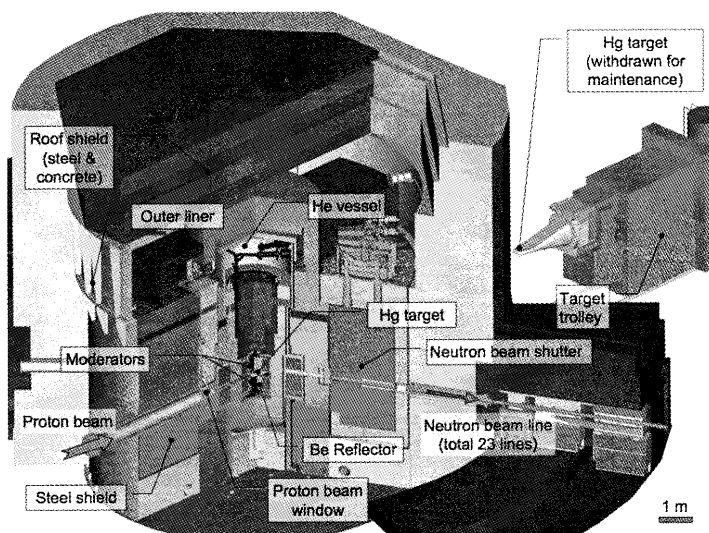 Hg target
(withdrawn for
maintenance)
Roof shield
(steel &
concrete)
Outer liner
He vessel
Target
trolley
Hg target
Moderators
Neutron beam shutter
Proton beam
Neutron beam line
(total 23 lines)
Be Reflector
Steel shield
Proton beam
window
1 m